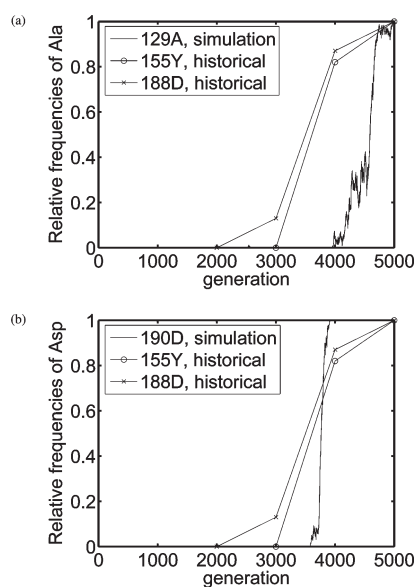 (a)
Relative frequencies of Ala
1
0.8
0.6
0.4
0.2
0
129A, simulation
155Y, historical
188D, historical
0 1000 2000 3000 4000 5000
generation
(b)
Relative frequencies of Asp
1
0.8
0.6
0.4
0.2
0
190D, simulation
155Y, historical
188D, historical
0 1000 2000 3000 4000 5000
generation